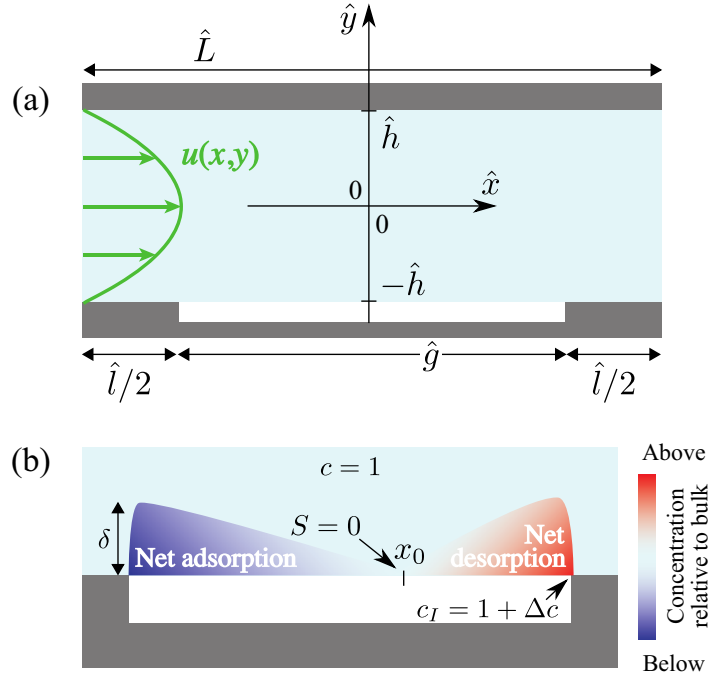 ŷ
L̂
(a)
u(x,y)
ĥ
0
x̂
0
−ĥ
l̂/2
ĝ
l̂/2
(b)
c = 1
Above
S = 0
δ
Net adsorption
x₀
Net
desorption
c_I = 1 + Δc
Concentration
relative to bulk
Below